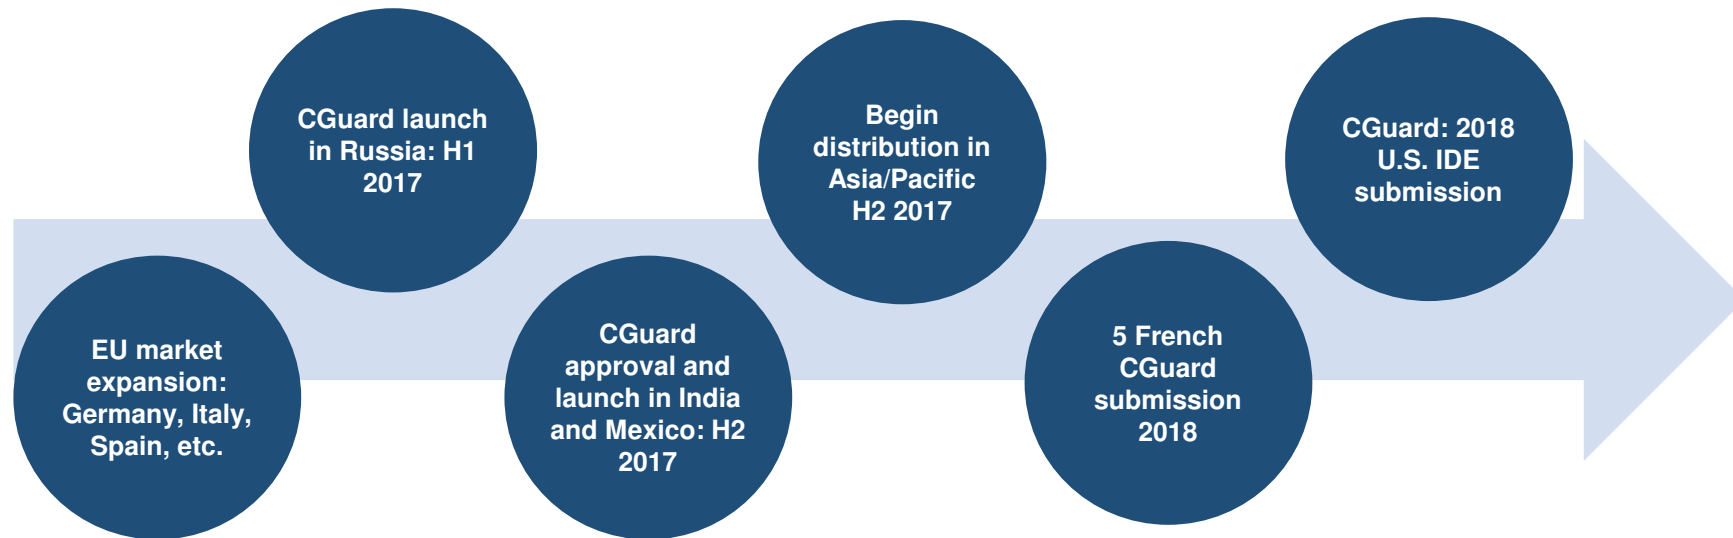 EU market
expansion:
Germany, Italy,
Spain, etc.
CGuard launch
in Russia: H1
2017
CGuard
approval and
launch in India
and Mexico: H2
2017
Begin
distribution in
Asia/Pacific
H2 2017
5 French
CGuard
submission
2018
CGuard: 2018
U.S. IDE
submission